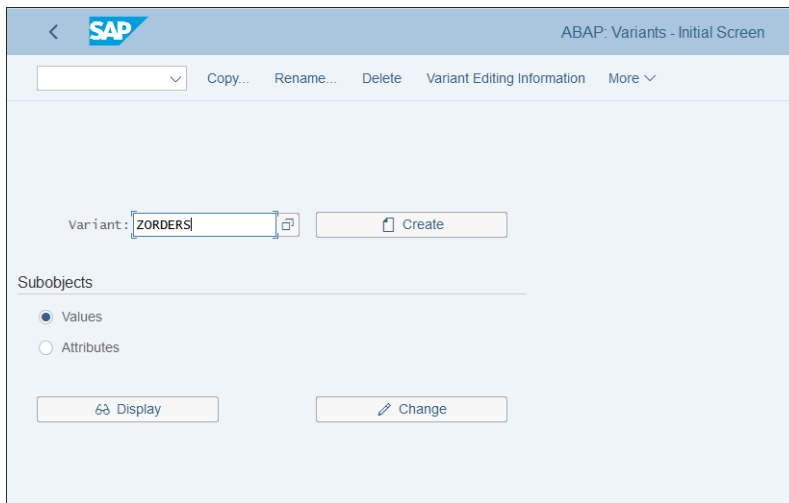 SAP ABAP: Variants - Initial Screen
Copy... Rename... Delete Variant Editing Information More
Variant: ZORDERS Create
Subobjects
Values
Attributes
Display Change